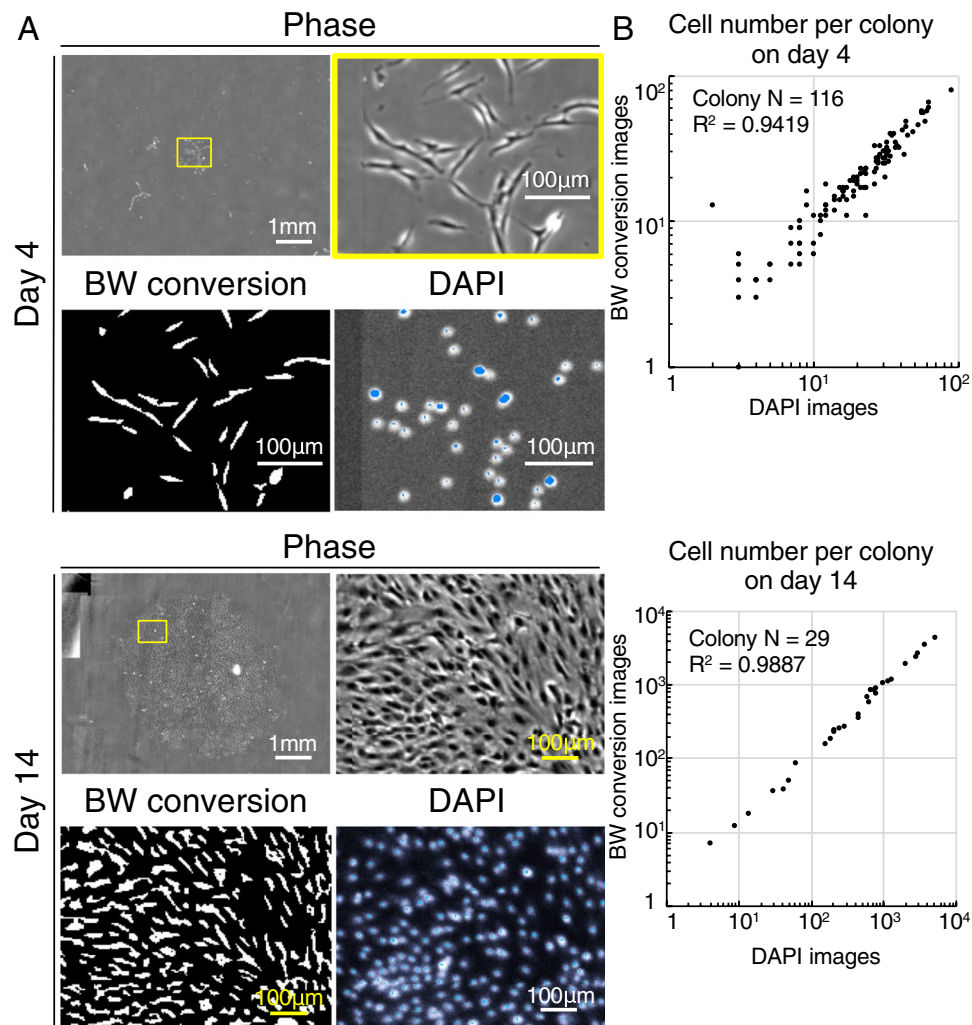 A
Phase
Day 4
1mm
100μm
BW conversion
DAPI
100μm
100μm
Phase
Day 14
1mm
100μm
BW conversion
DAPI
100μm
100μm
B
Cell number per colony
on day 4
BW conversion images
10²
10¹
1
Colony N = 116
R² = 0.9419
1
10¹
10²
DAPI images
Cell number per colony
on day 14
BW conversion images
10⁴
10³
10²
10¹
1
Colony N = 29
R² = 0.9887
1
10¹
10²
10³
10⁴
DAPI images